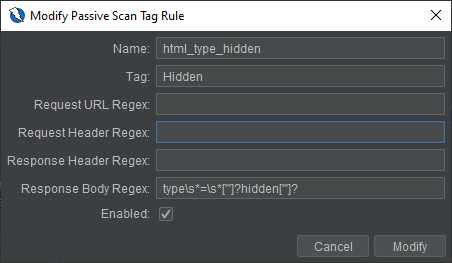 Modify Passive Scan Tag Rule
Name: html_type_hidden
Tag: Hidden
Request URL Regex:
Request Header Regex:
Response Header Regex:
Response Body Regex: type\s*=\s*["']?hidden["']?
Enabled:
Cancel Modify